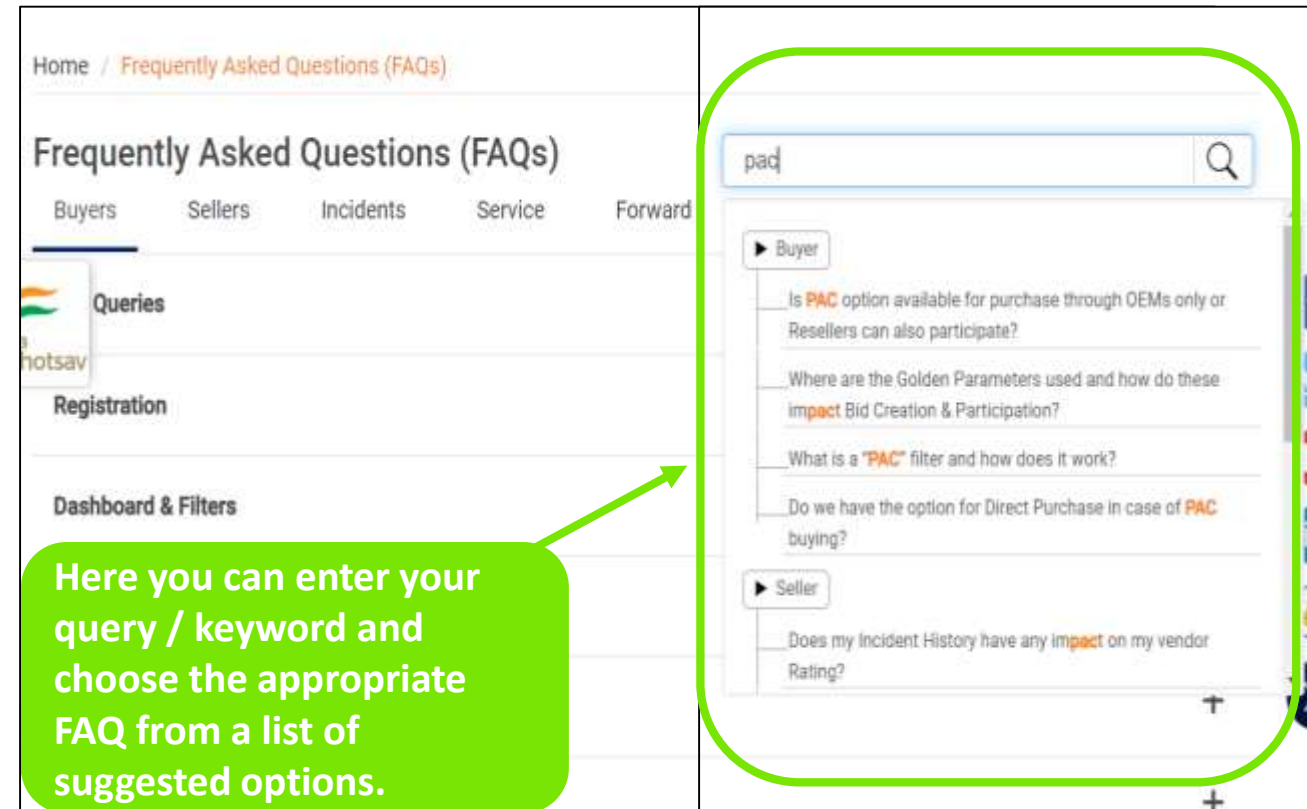 Home / Frequently Asked Questions (FAQs)
Frequently Asked Questions (FAQs)
Buyers Sellers Incidents Service Forward
Queries
hotsav
Registration
Dashboard & Filters
Here you can enter your
query / keyword and
choose the appropriate
FAQ from a list of
suggested options.
pac
Buyer
Is PAC option available for purchase through OEMs only or
Resellers can also participate?
Where are the Golden Parameters used and how do these
impact Bid Creation & Participation?
What is a "PAC" filter and how does it work?
Do we have the option for Direct Purchase in case of PAC
buying?
Seller
Does my Incident History have any impact on my vendor
Rating?